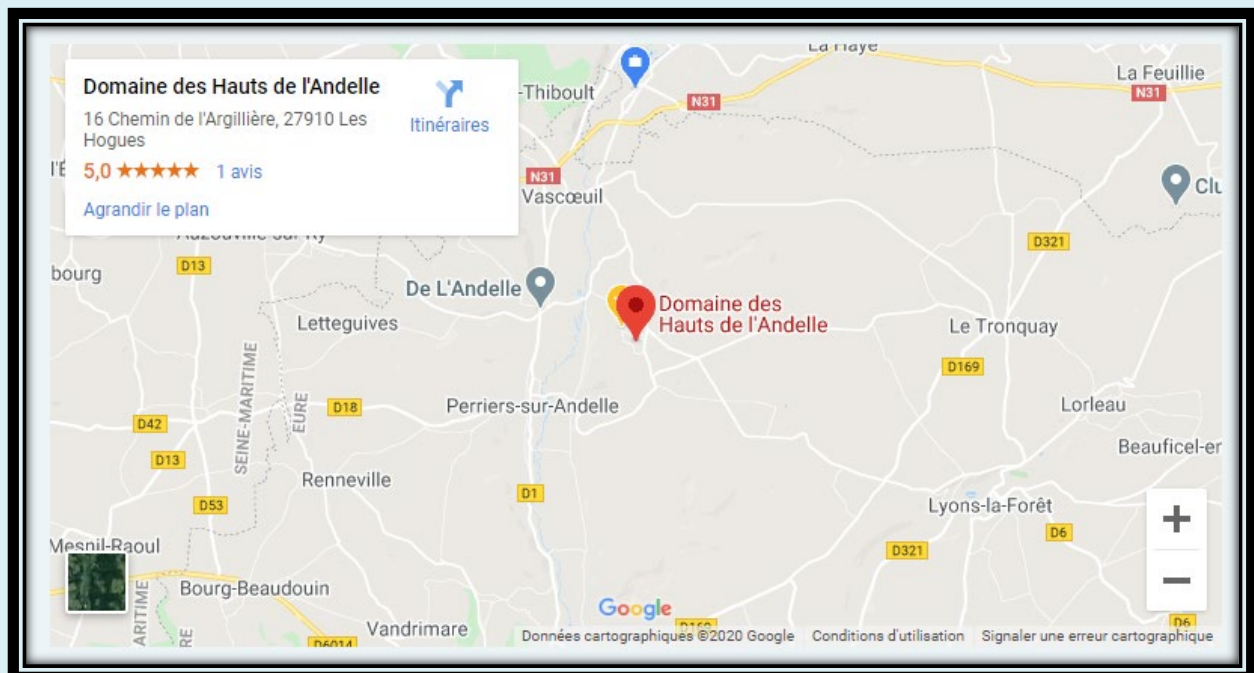 Domaine des Hauts de l'Andelle
16 Chemin de l'Argillière, 27910 Les
Hogues
5,0 ★★★★★ 1 avis
Agrandir le plan
Itinéraires
La Haye
La Feuillie
N31
-Thiboult
N31
N31
Vascœuil
Clu
D321
D13
bourg
De L'Andelle
Domaine des
Hauts de l'Andelle
Letteguives
Le Tronquay
D169
SEINE-MARITIME
EURE
D18
Perriers-sur-Andelle
Lorleau
D42
Beauficel-er
D13
Renneville
D1
D53
Lyons-la-Forêt
D6
Mesnil-Raoul
D321
Bourg-Beaudouin
Google
Vandrimare
D6014
D169
D6
Données cartographiques ©2020 Google
Conditions d'utilisation
Signaler une erreur cartographique